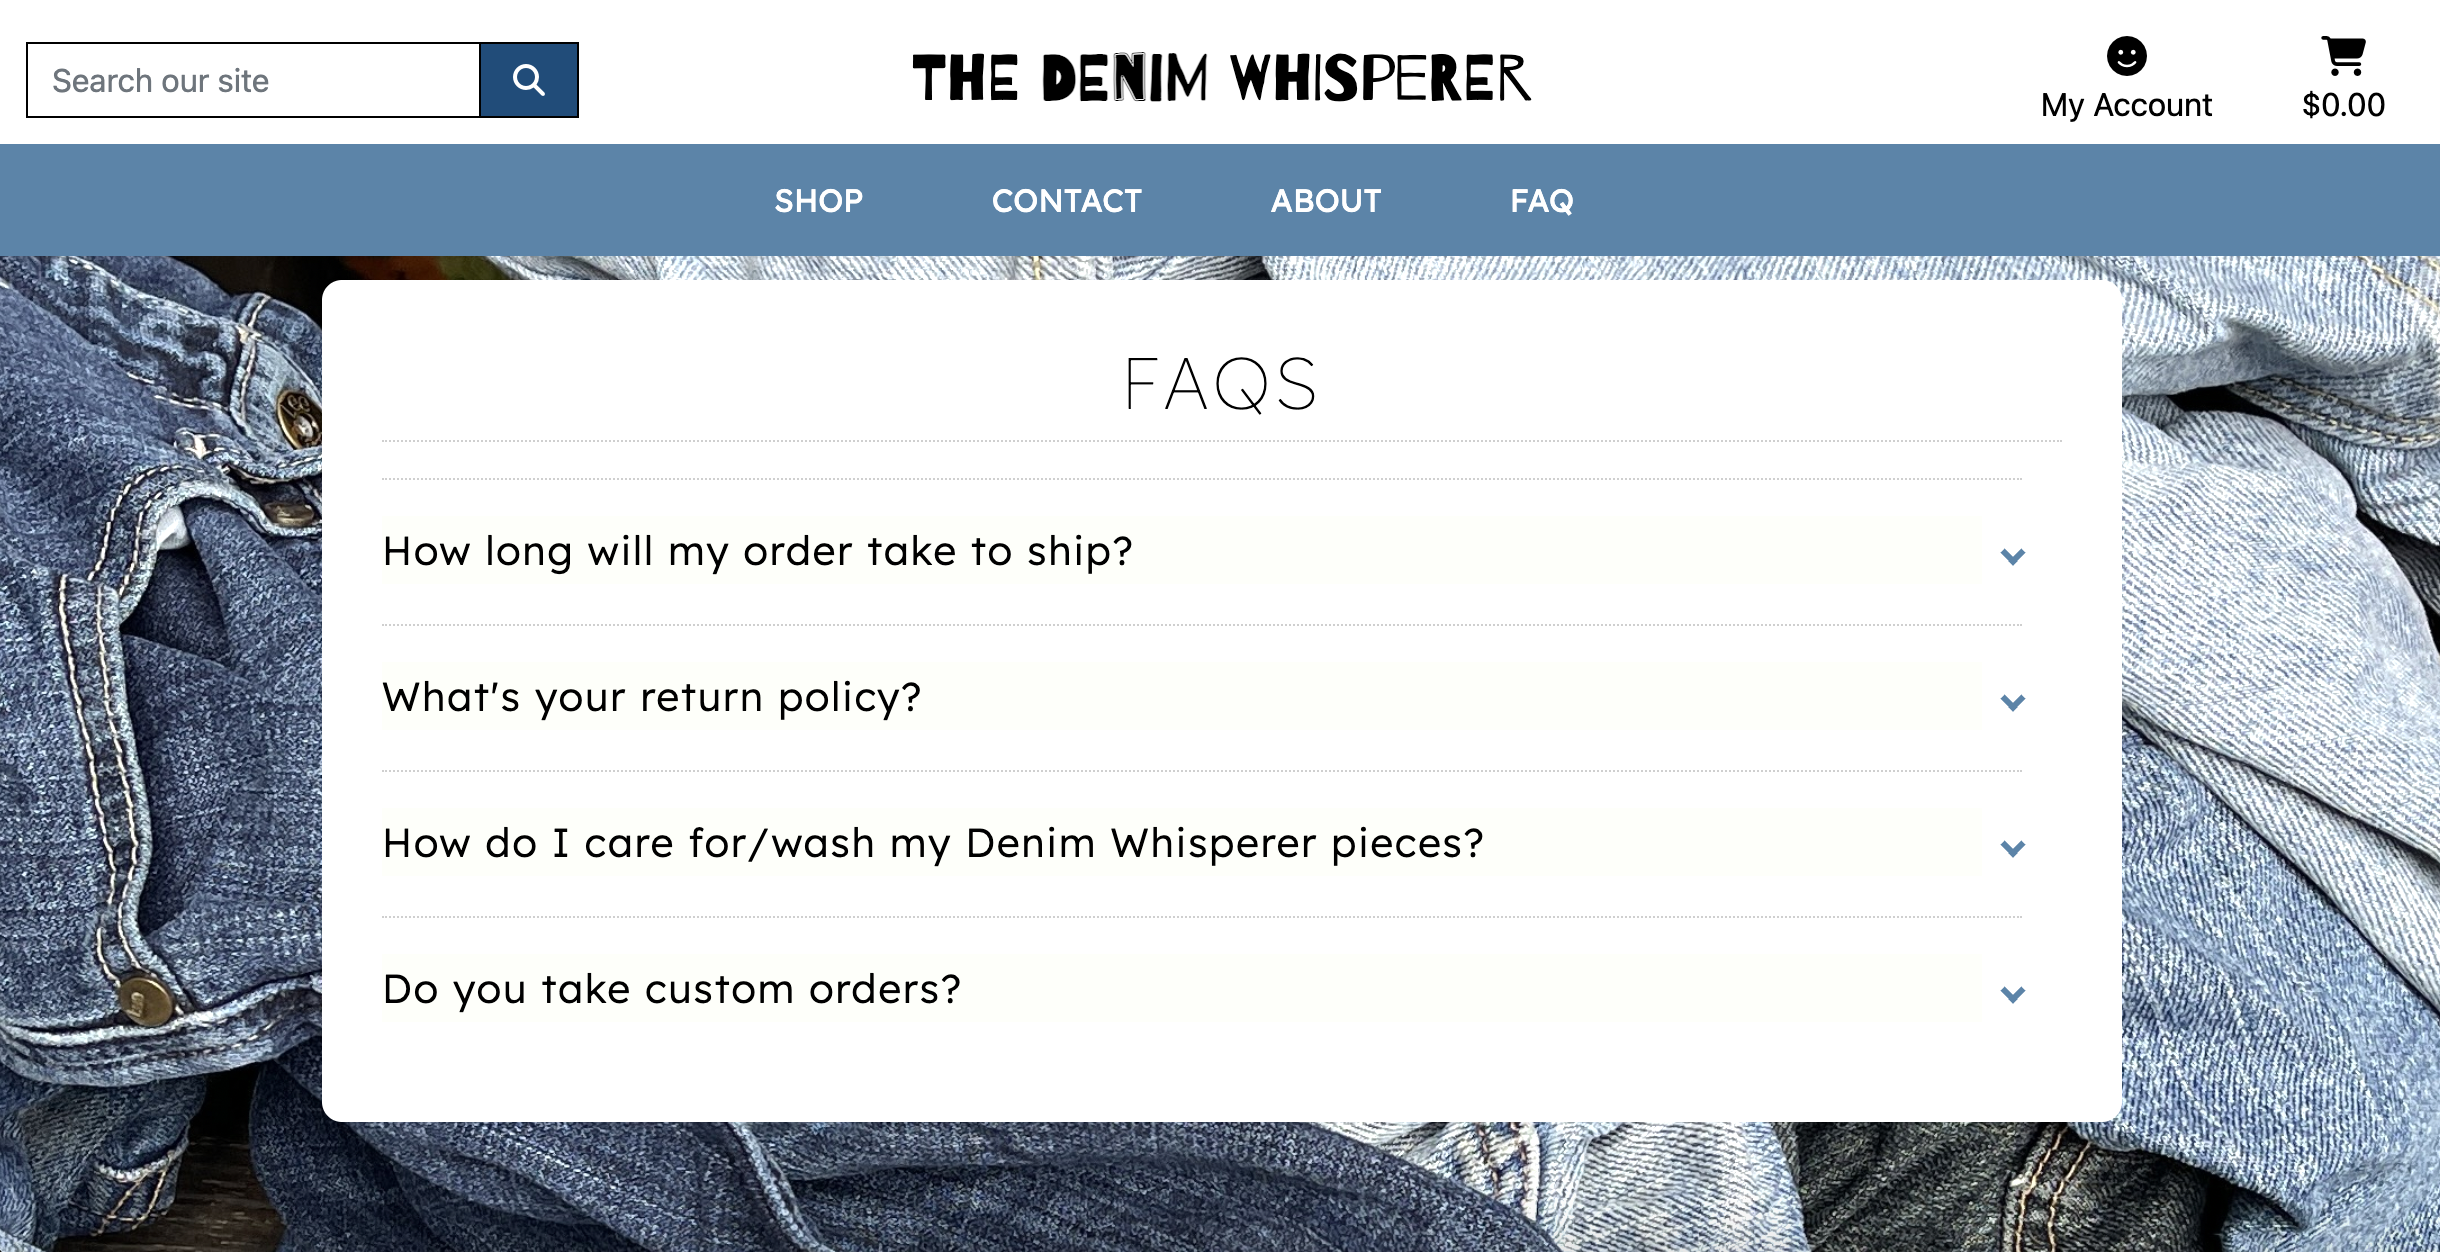 Search our site
THE DENIM WHISPERER
My Account
$0.00
SHOP
CONTACT
ABOUT
FAQ
FAQS
How long will my order take to ship?
What's your return policy?
How do I care for/wash my Denim Whisperer pieces?
Do you take custom orders?